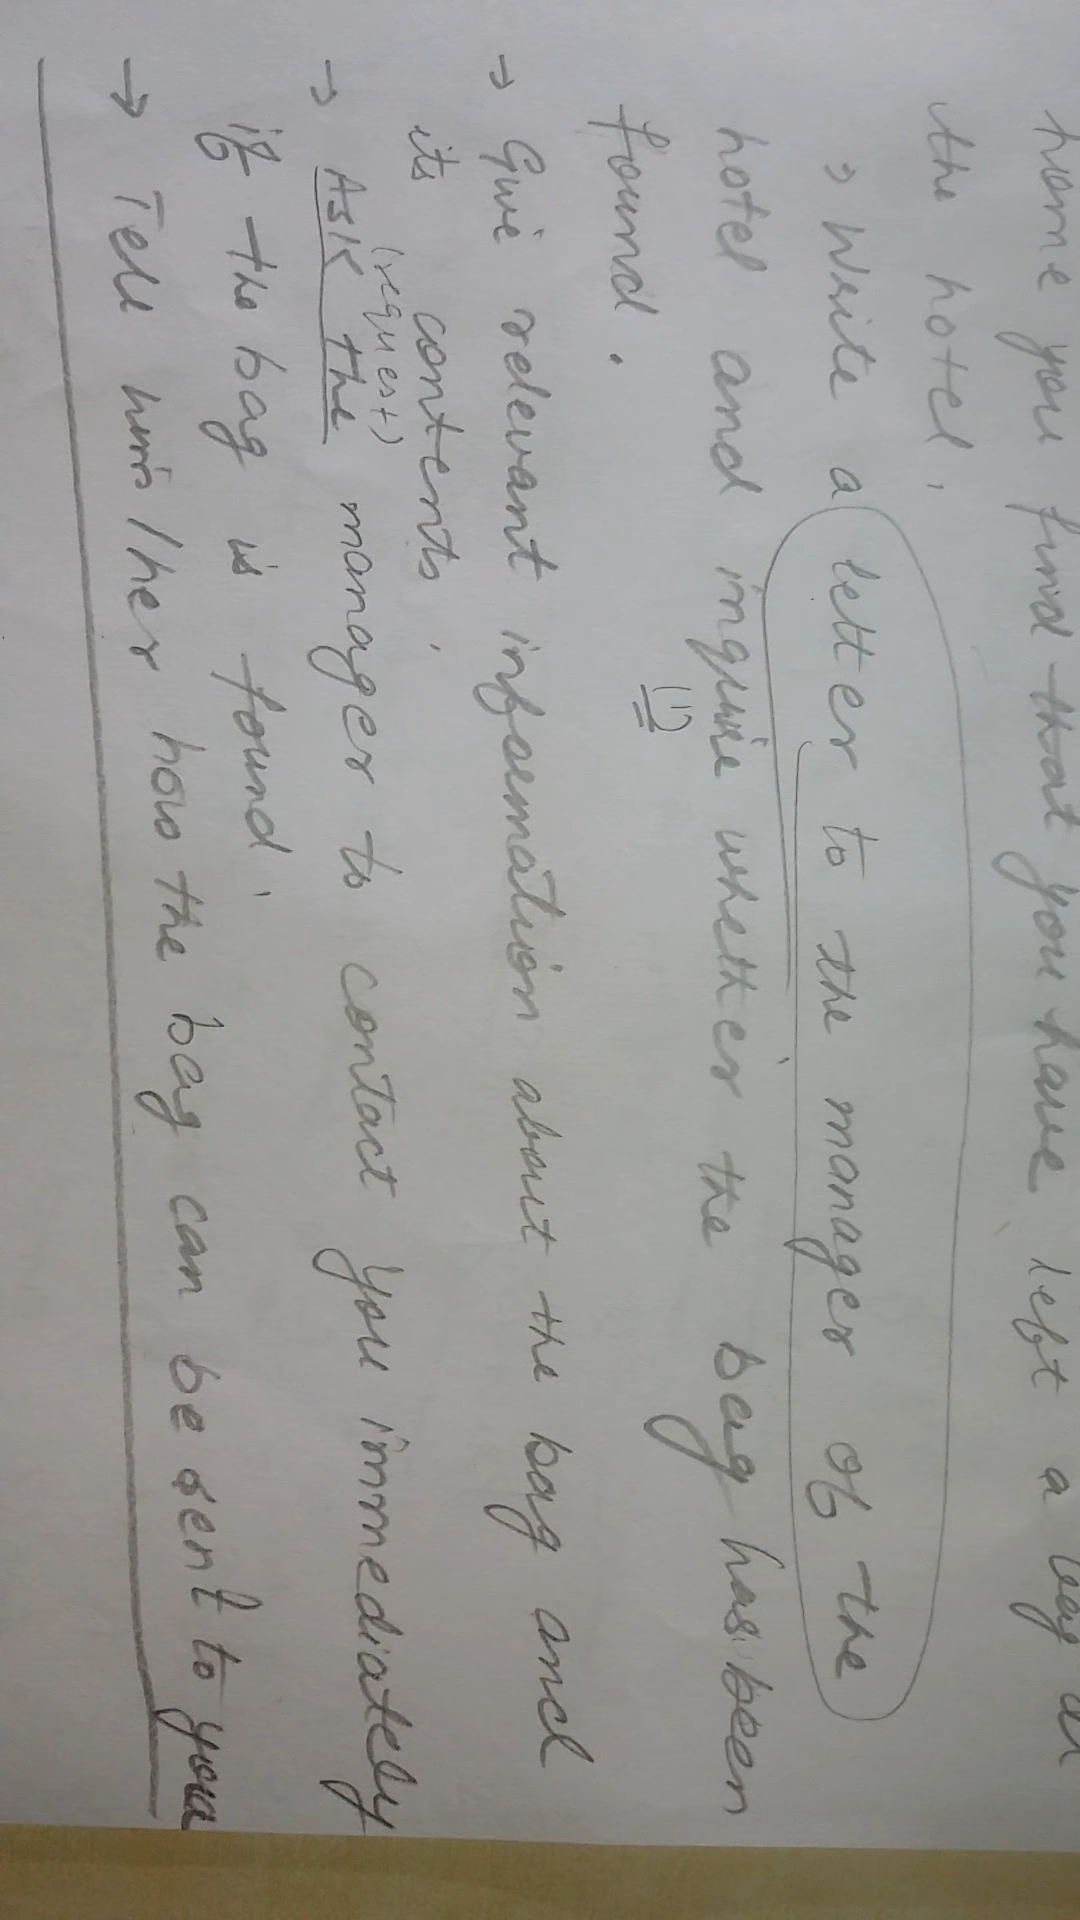 home you find that you have left a bag at
the hotel.
→ Write a letter to the manager of the
hotel and inquire whether the bag has been
found.
(ii)
→ Give relevant information about the bag and
its contents.
(request)
→ Ask the manager to contact you immediately
if the bag is found.
→ Tell him/her how the bag can be sent to you